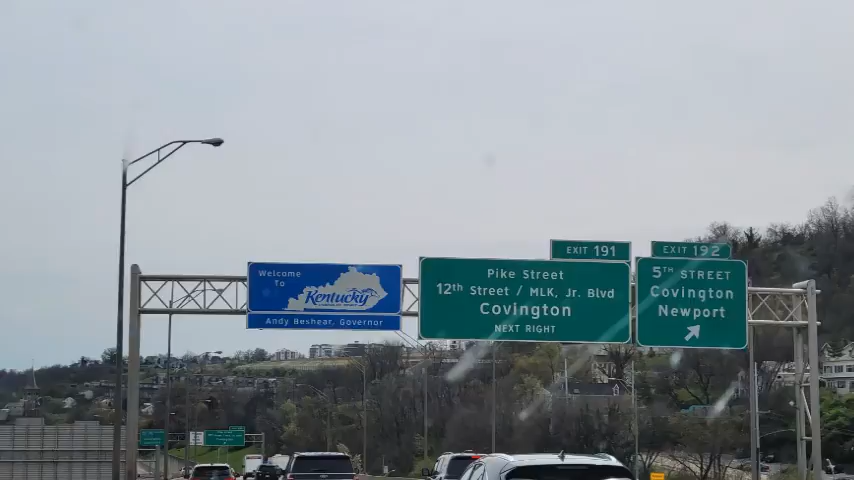 Welcome
To
Kentucky
Andy Beshear, Governor
EXIT 191
Pike Street
12th Street / MLK, Jr. Blvd
Covington
NEXT RIGHT
EXIT 192
5TH STREET
Covington
Newport